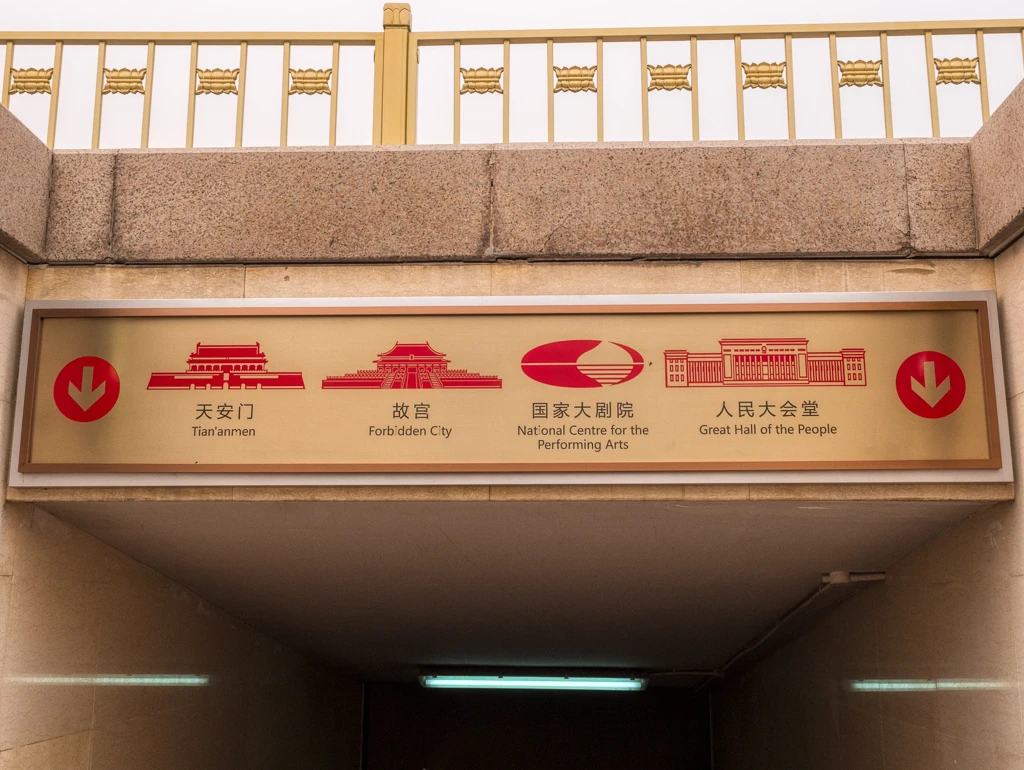 天安门
Tian'anmen
故宫
Forbidden City
国家大剧院
National Centre for the
Performing Arts
人民大会堂
Great Hall of the People